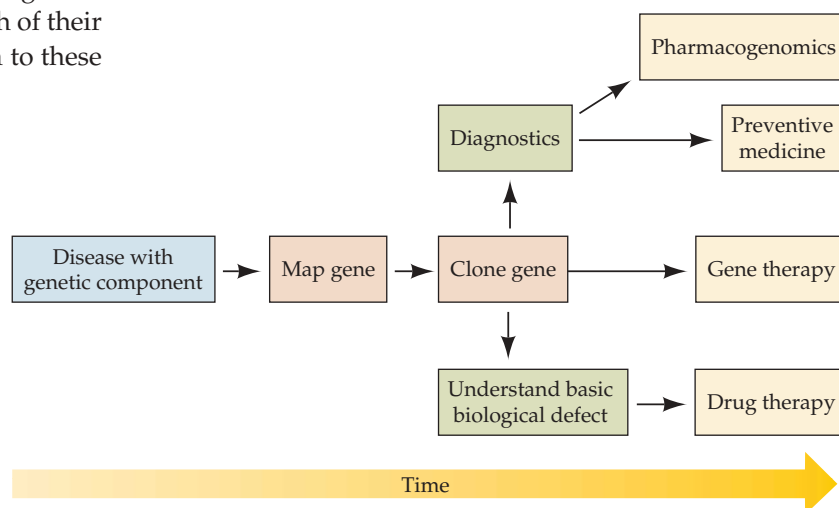 h of their
to these
Pharmacogenomics
Diagnostics
Preventive
medicine
Disease with
genetic component
Map gene
Clone gene
Gene therapy
Understand basic
biological defect
Drug therapy
Time